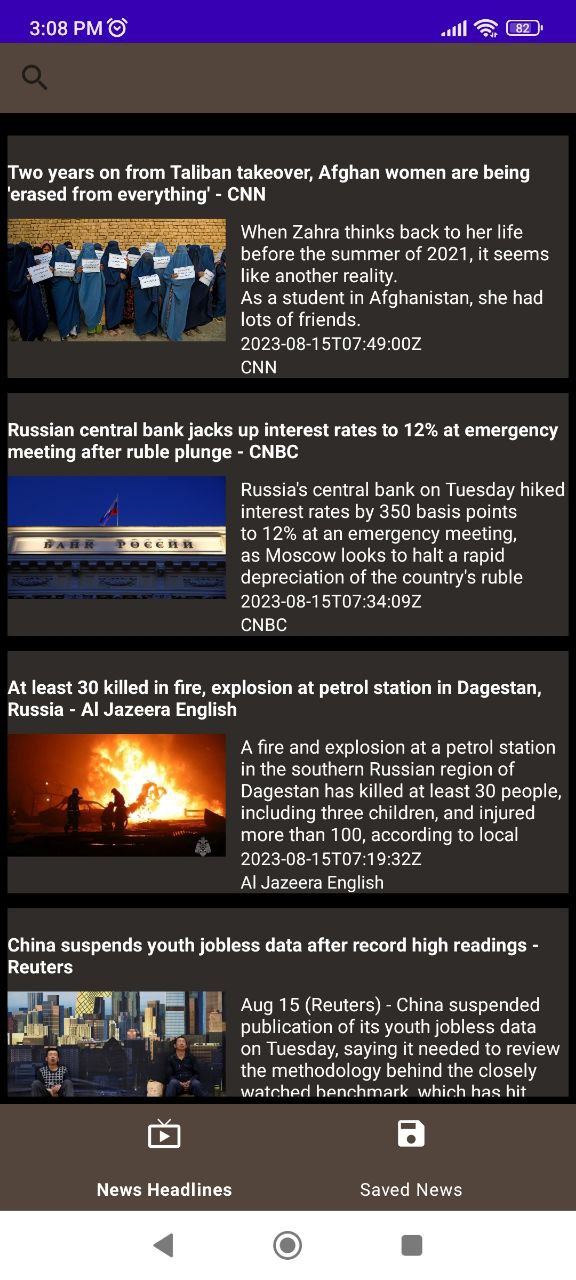 3:08 PM
82
Two years on from Taliban takeover, Afghan women are being
'erased from everything' - CNN
When Zahra thinks back to her life
before the summer of 2021, it seems
like another reality.
As a student in Afghanistan, she had
lots of friends.
2023-08-15T07:49:00Z
CNN
Russian central bank jacks up interest rates to 12% at emergency
meeting after ruble plunge - CNBC
БАНК РОССИИ
Russia's central bank on Tuesday hiked
interest rates by 350 basis points
to 12% at an emergency meeting,
as Moscow looks to halt a rapid
depreciation of the country's ruble
2023-08-15T07:34:09Z
CNBC
At least 30 killed in fire, explosion at petrol station in Dagestan,
Russia - Al Jazeera English
A fire and explosion at a petrol station
in the southern Russian region of
Dagestan has killed at least 30 people,
including three children, and injured
more than 100, according to local
2023-08-15T07:19:32Z
Al Jazeera English
China suspends youth jobless data after record high readings -
Reuters
Aug 15 (Reuters) - China suspended
publication of its youth jobless data
on Tuesday, saying it needed to review
the methodology behind the closely
watched benchmark, which has hit
News Headlines
Saved News